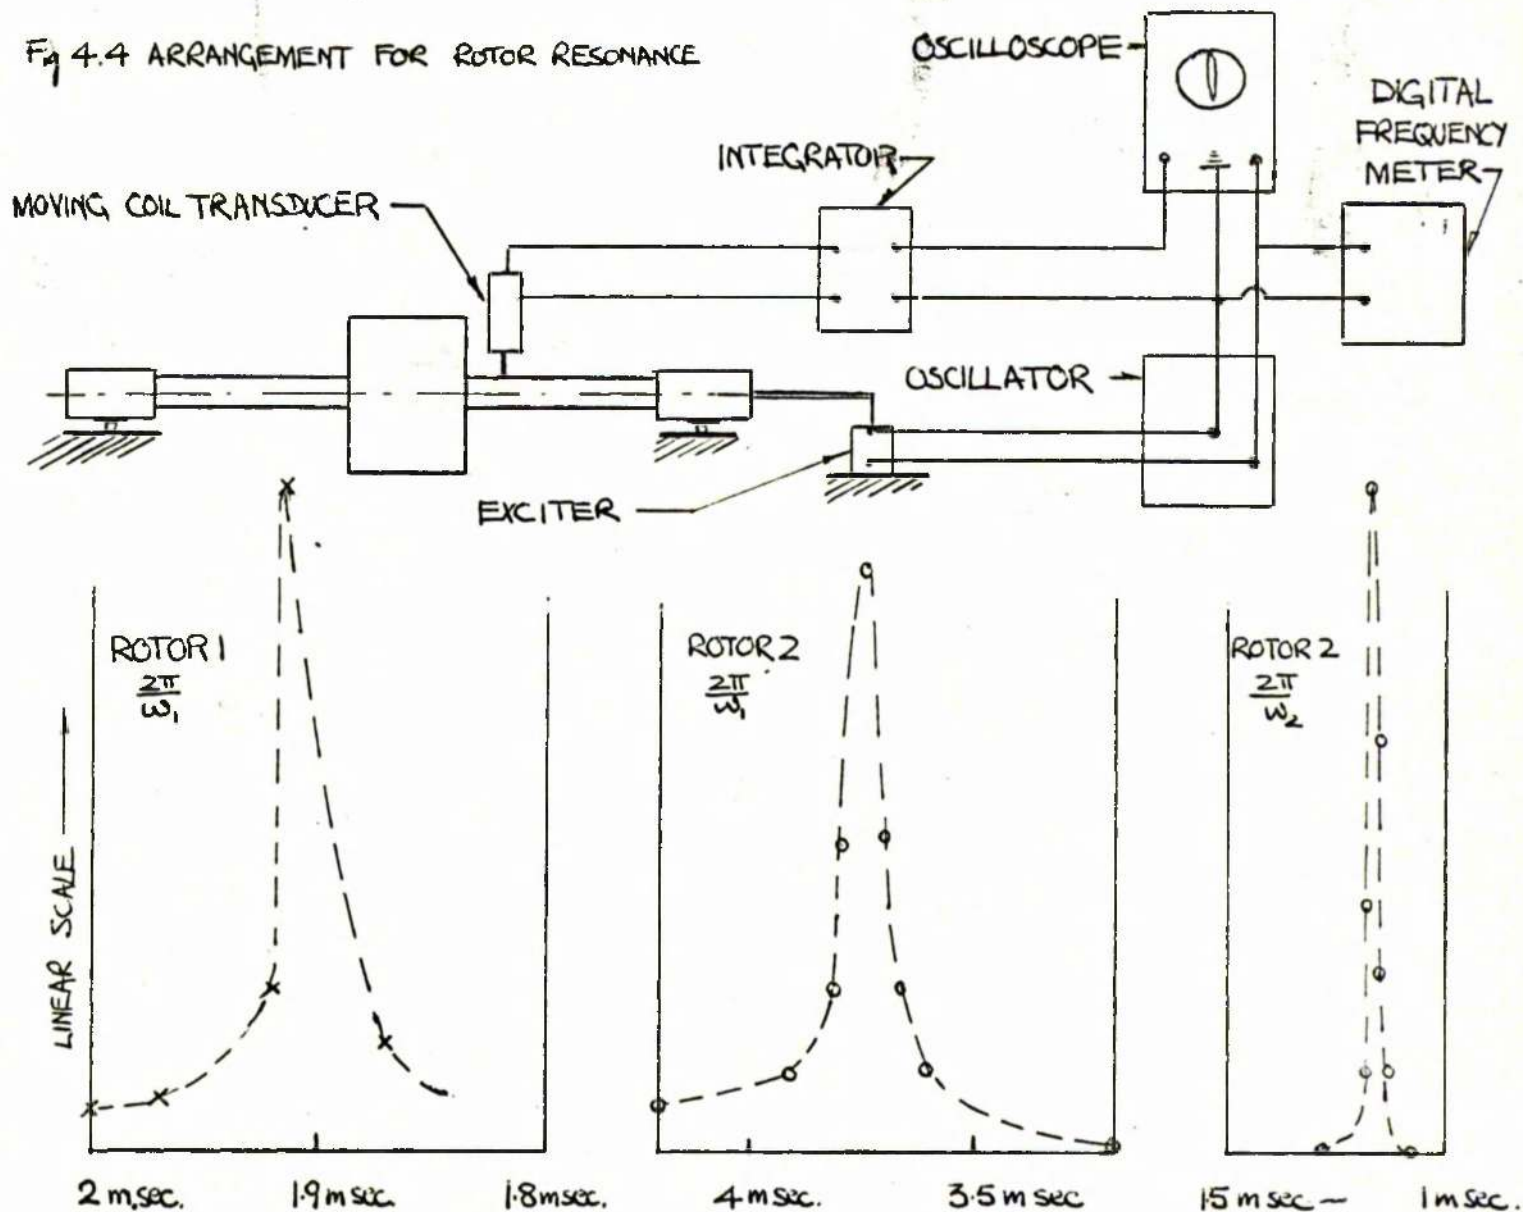 Fig 4.4 ARRANGEMENT FOR ROTOR RESONANCE
OSCILLOSCOPE
DIGITAL
FREQUENCY
METER
INTEGRATOR
MOVING COIL TRANSDUCER
OSCILLATOR
EXCITER
ROTOR 1
2π
ω₁
ROTOR 2
2π
ω₁
ROTOR 2
2π
ω₂
LINEAR SCALE
2 m.sec.
1.9 m sec.
1.8 m sec.
4 m sec.
3.5 m sec
1.5 m sec
1 m sec.